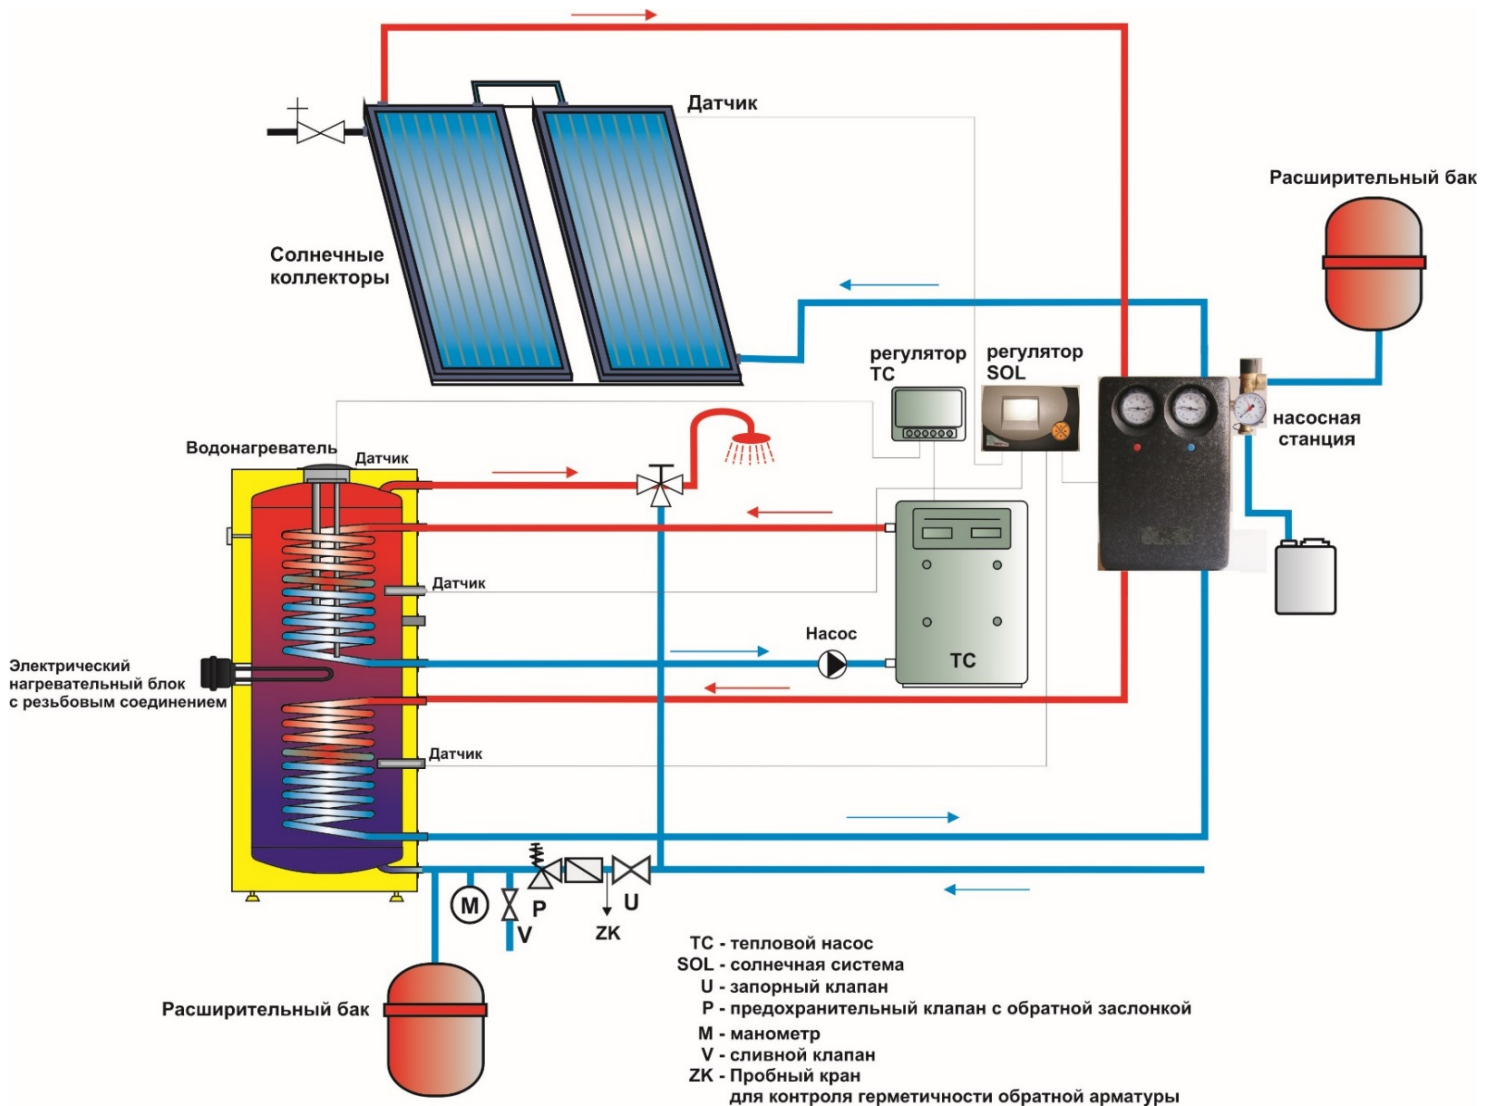 Датчик
Расширительный бак
Солнечные
коллекторы
регулятор
ТС
регулятор
SOL
насосная
станция
Водонагреватель
Датчик
Датчик
Насос
ТС
Электрический
нагревательный блок
с резьбовым соединением
Датчик
M
P
U
V
ZK
Расширительный бак
ТС - тепловой насос
SOL - солнечная система
U - запорный клапан
P - предохранительный клапан с обратной заслонкой
M - манометр
V - сливной клапан
ZK - Пробный кран
для контроля герметичности обратной арматуры